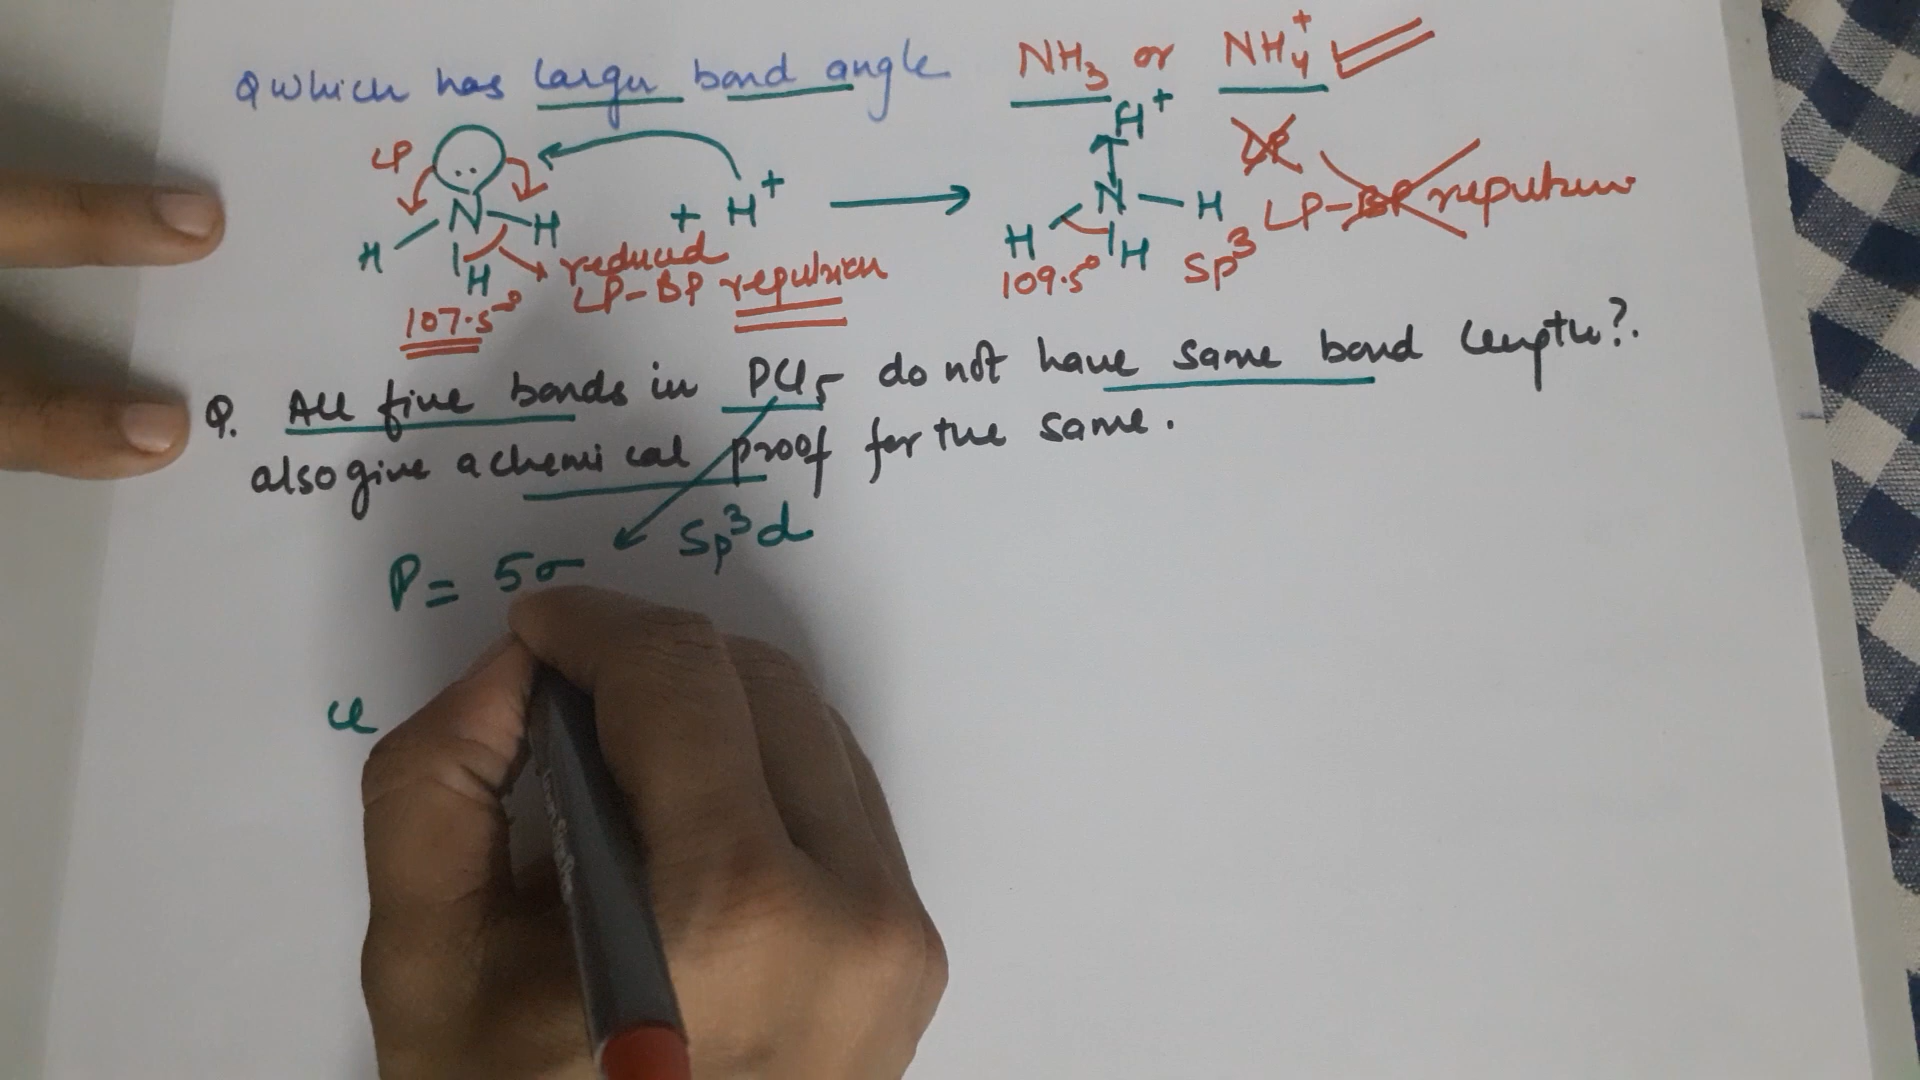 Q Which has larger bond angle NH3 or NH4+
LP .. H+
N H + H+ → N H LP-BP repulsion
H H reduced H H sp3
107.5° LP-BP repulsion 109.5°
Q. All five bonds in PCl5 do not have same bond length?.
also give a chemical proof for the same.
P = 5σ sp3d
Cl